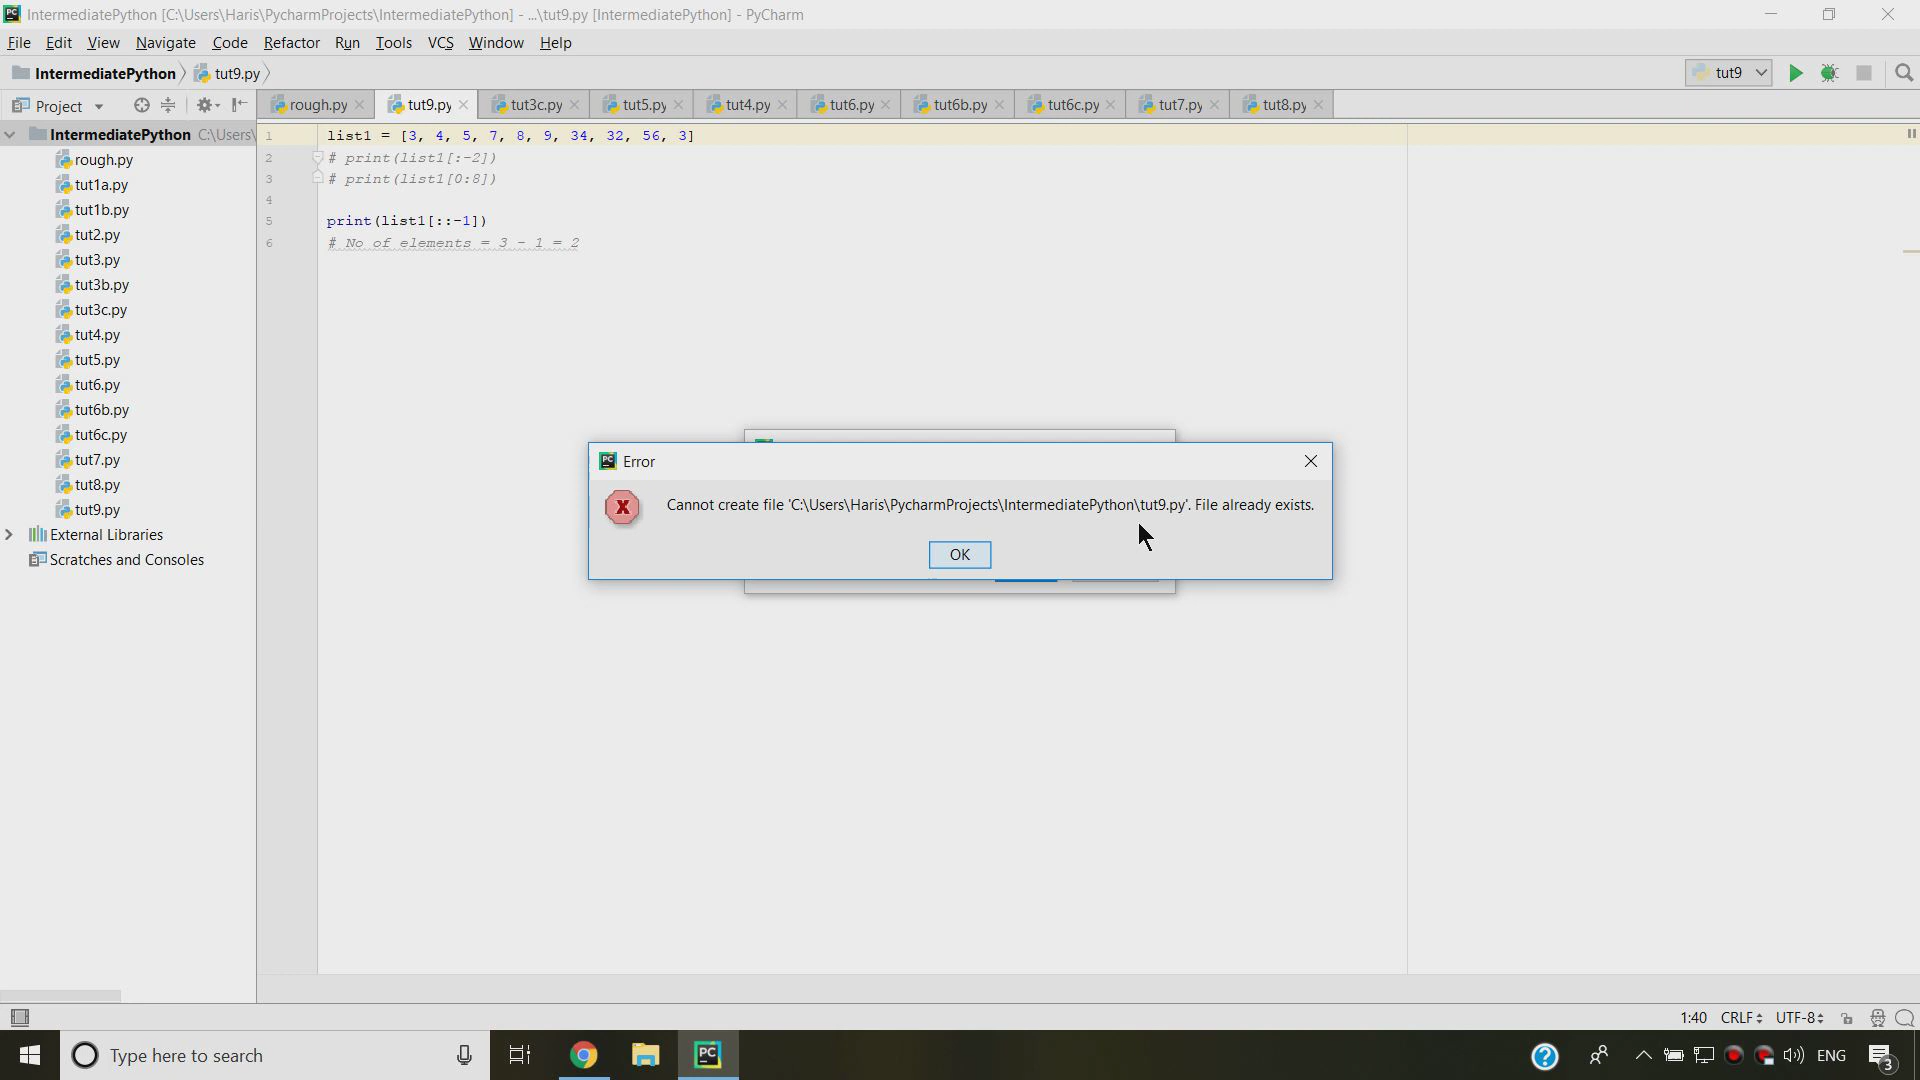 IntermediatePython [C:\Users\Haris\PycharmProjects\IntermediatePython] - ...\tut9.py [IntermediatePython] - PyCharm
File Edit View Navigate Code Refactor Run Tools VCS Window Help
IntermediatePython tut9.py tut9
Project rough.py tut9.py tut3c.py tut5.py tut4.py tut6.py tut6b.py tut6c.py tut7.py tut8.py
IntermediatePython C:\Users\
rough.py
tut1a.py
tut1b.py
tut2.py
tut3.py
tut3b.py
tut3c.py
tut4.py
tut5.py
tut6.py
tut6b.py
tut6c.py
tut7.py
tut8.py
tut9.py
External Libraries
Scratches and Consoles
1 list1 = [3, 4, 5, 7, 8, 9, 34, 32, 56, 3]
2 # print(list1[:-2])
3 # print(list1[0:8])
4
5 print(list1[::-1])
6 # No of elements = 3 - 1 = 2
PC Error
X Cannot create file 'C:\Users\Haris\PycharmProjects\IntermediatePython\tut9.py'. File already exists.
OK
1:40 CRLF UTF-8
Type here to search PC ? ENG 3